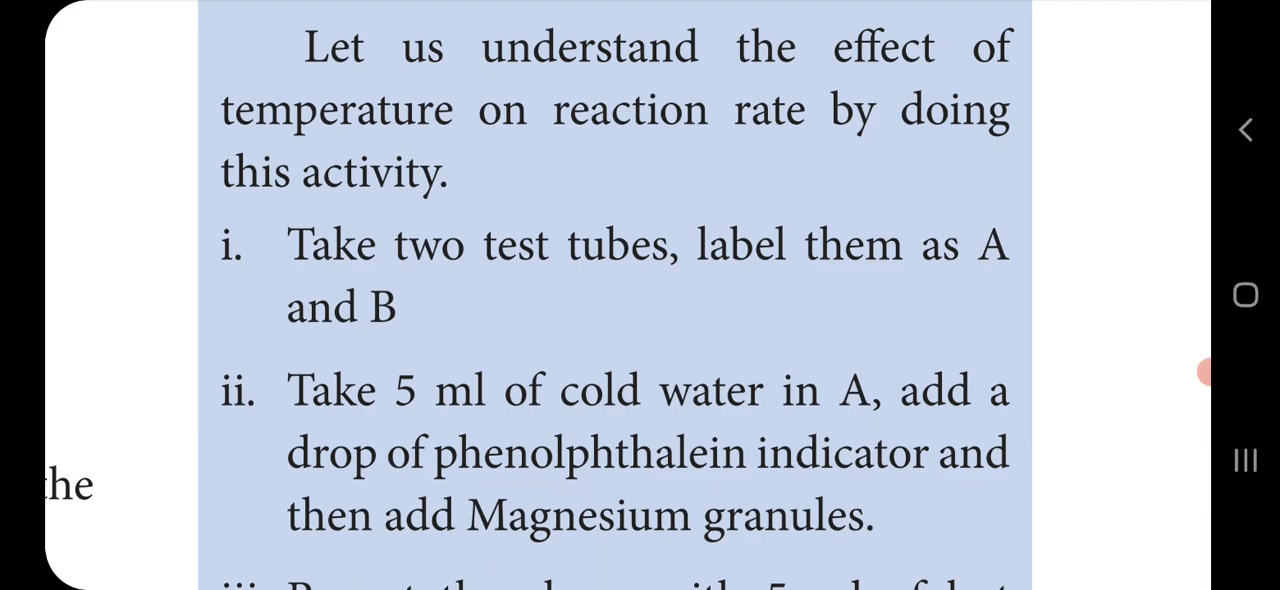 Let us understand the effect of
temperature on reaction rate by doing
this activity.
i. Take two test tubes, label them as A
and B
ii. Take 5 ml of cold water in A, add a
drop of phenolphthalein indicator and
the
then add Magnesium granules.